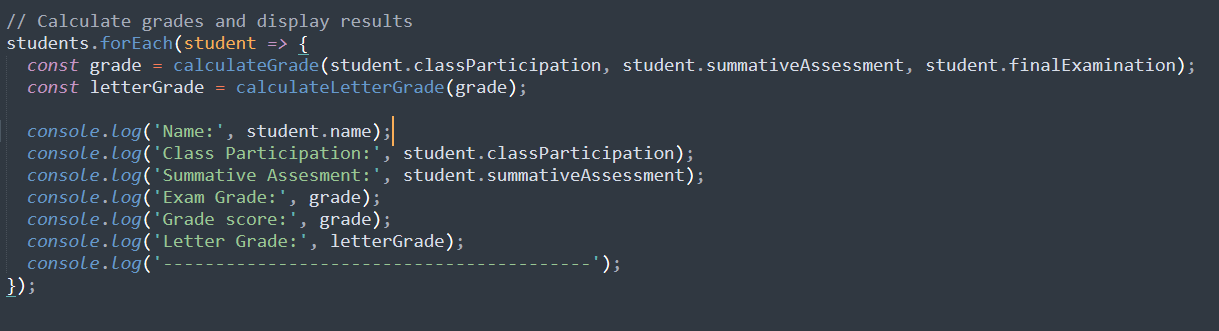 // Calculate grades and display results
students.forEach(student => {
const grade = calculateGrade(student.classParticipation, student.summativeAssessment, student.finalExamination);
const letterGrade = calculateLetterGrade(grade);
console.log('Name:', student.name);
console.log('Class Participation:', student.classParticipation);
console.log('Summative Assesment:', student.summativeAssessment);
console.log('Exam Grade:', grade);
console.log('Grade score:', grade);
console.log('Letter Grade:', letterGrade);
console.log('-----------------------------------------');
});